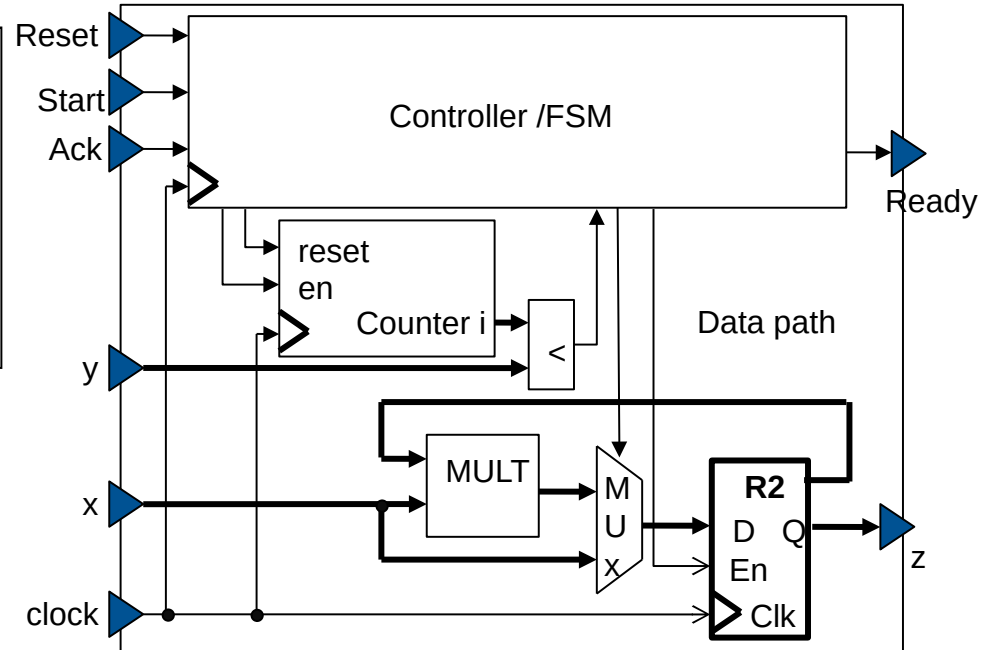 Reset
Start
Controller /FSM
Ack
Ready
reset
en
Counter i
Data path
<
y
MULT
R2
x
M
U
x
D Q
En
z
clock
Clk